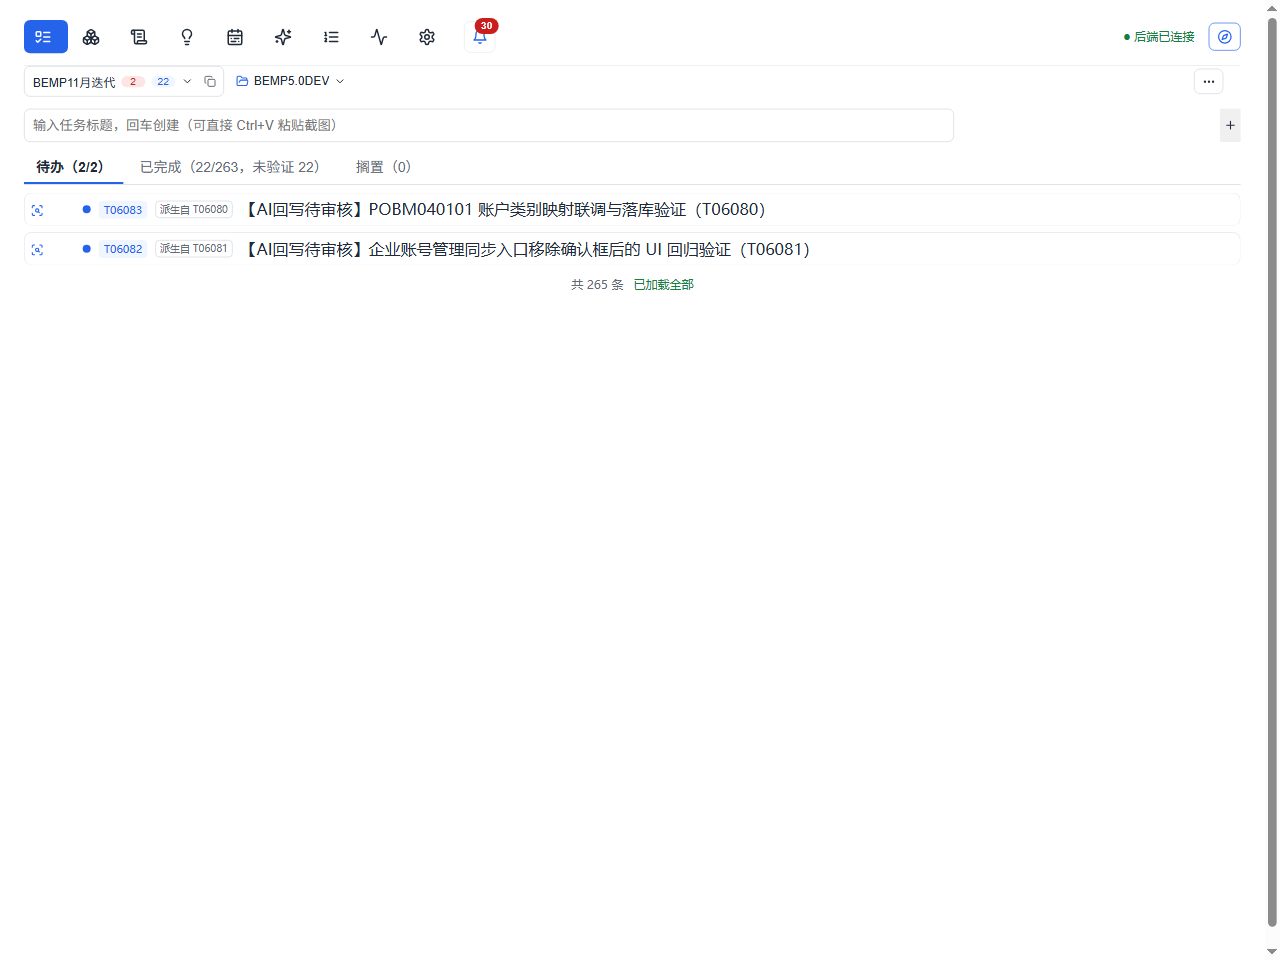 30
后端已连接
BEMP11月迭代 2 22 BEMP5.0DEV
输入任务标题，回车创建（可直接 Ctrl+V 粘贴截图）
待办（2/2） 已完成（22/263，未验证 22） 搁置（0）
T06083 派生自 T06080 【AI回写待审核】POBM040101 账户类别映射联调与落库验证（T06080）
T06082 派生自 T06081 【AI回写待审核】企业账号管理同步入口移除确认框后的 UI 回归验证（T06081）
共 265 条 已加载全部